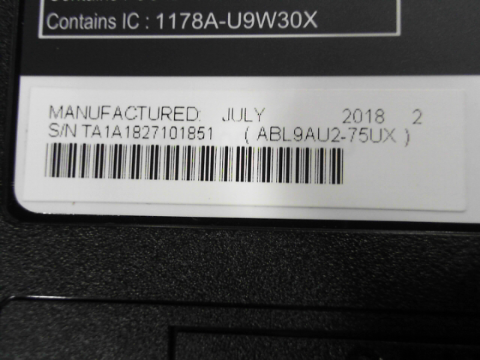 Contains IC : 1178A-U9W30X
MANUFACTURED: JULY 2018 2
S/N TA1A1827101851 ( ABL9AU2-75UX )